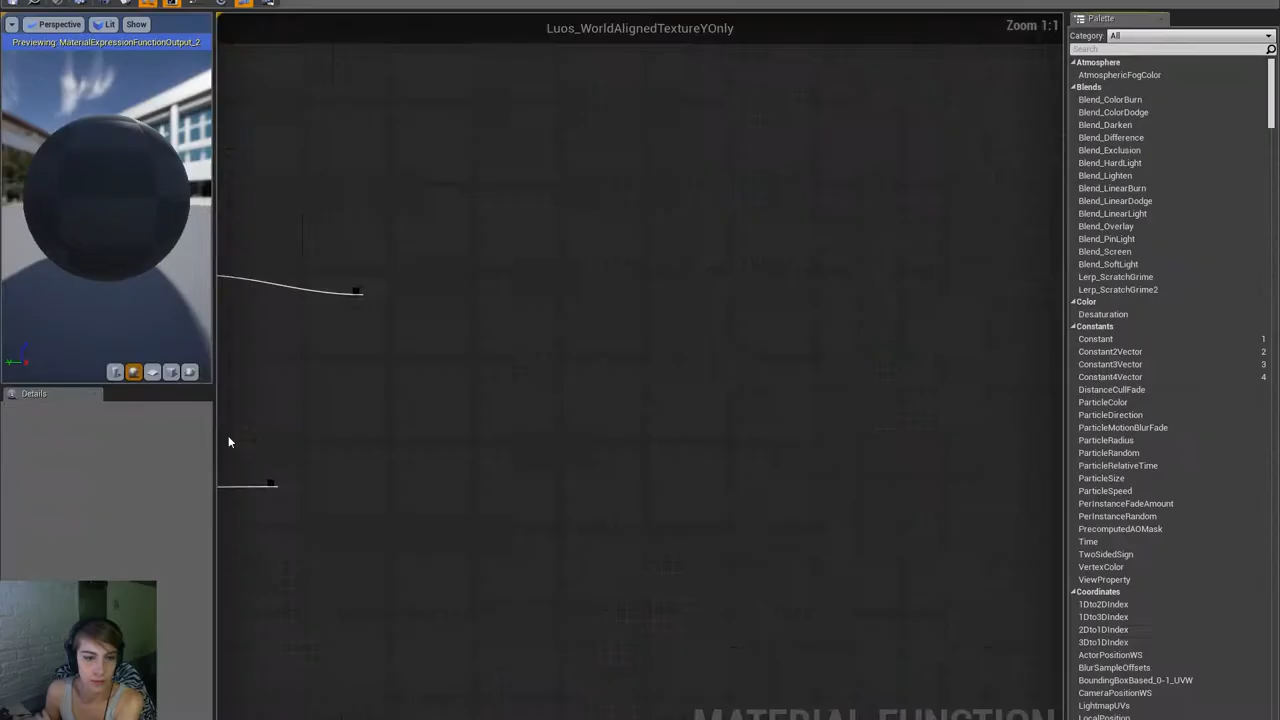 Perspective
Lit
Show
Luos_WorldAlignedTextureYOnly
Zoom 1:1
Palette
Previewing: MaterialExpressionFunctionOutput_2
Category: All
Search
Atmosphere
AtmosphericFogColor
Blends
Blend_ColorBurn
Blend_ColorDodge
Blend_Darken
Blend_Difference
Blend_Exclusion
Blend_HardLight
Blend_Lighten
Blend_LinearBurn
Blend_LinearDodge
Blend_LinearLight
Blend_Overlay
Blend_PinLight
Blend_Screen
Blend_SoftLight
Lerp_ScratchGrime
Lerp_ScratchGrime2
Color
Desaturation
Constants
Constant 1
Constant2Vector 2
Constant3Vector 3
Constant4Vector 4
DistanceCullFade
ParticleColor
ParticleDirection
ParticleMotionBlurFade
ParticleRadius
ParticleRandom
ParticleRelativeTime
ParticleSize
ParticleSpeed
PerInstanceFadeAmount
PerInstanceRandom
PrecomputedAOMask
Time
TwoSidedSign
VertexColor
ViewProperty
Coordinates
1Dto2DIndex
1Dto3DIndex
2Dto1DIndex
3Dto1DIndex
ActorPositionWS
BlurSampleOffsets
BoundingBoxBased_0-1_UVW
CameraPositionWS
LightmapUVs
LocalPosition
Details
MATERIAL FUNCTION